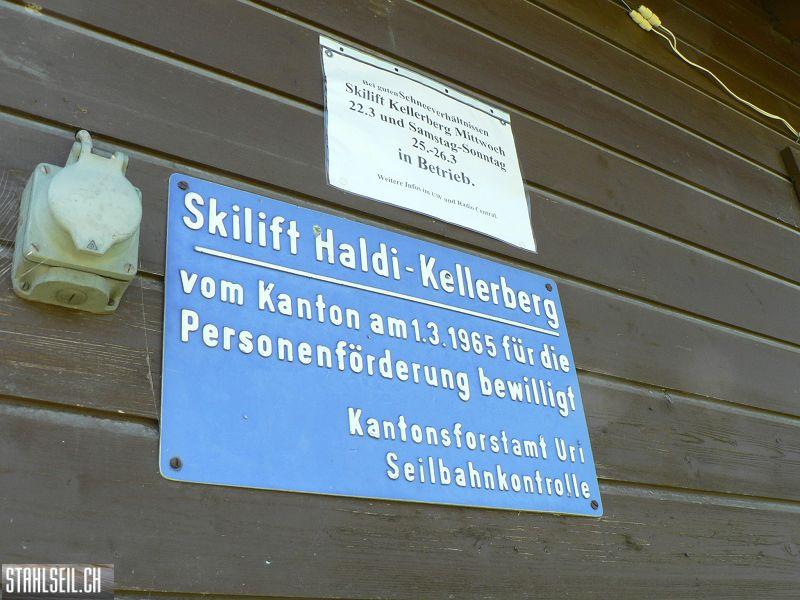 Bei guten Schneeverhältnissen
Skilift Kellerberg Mittwoch
22.3 und Samstag-Sonntag
25.-26.3
in Betrieb.
Weitere Infos im UW und Radio Central.
Skilift Haldi-Kellerberg
vom Kanton am 1.3.1965 für die
Personenförderung bewilligt
Kantonsforstamt Uri
Seilbahnkontrolle
STAHLSEIL.CH